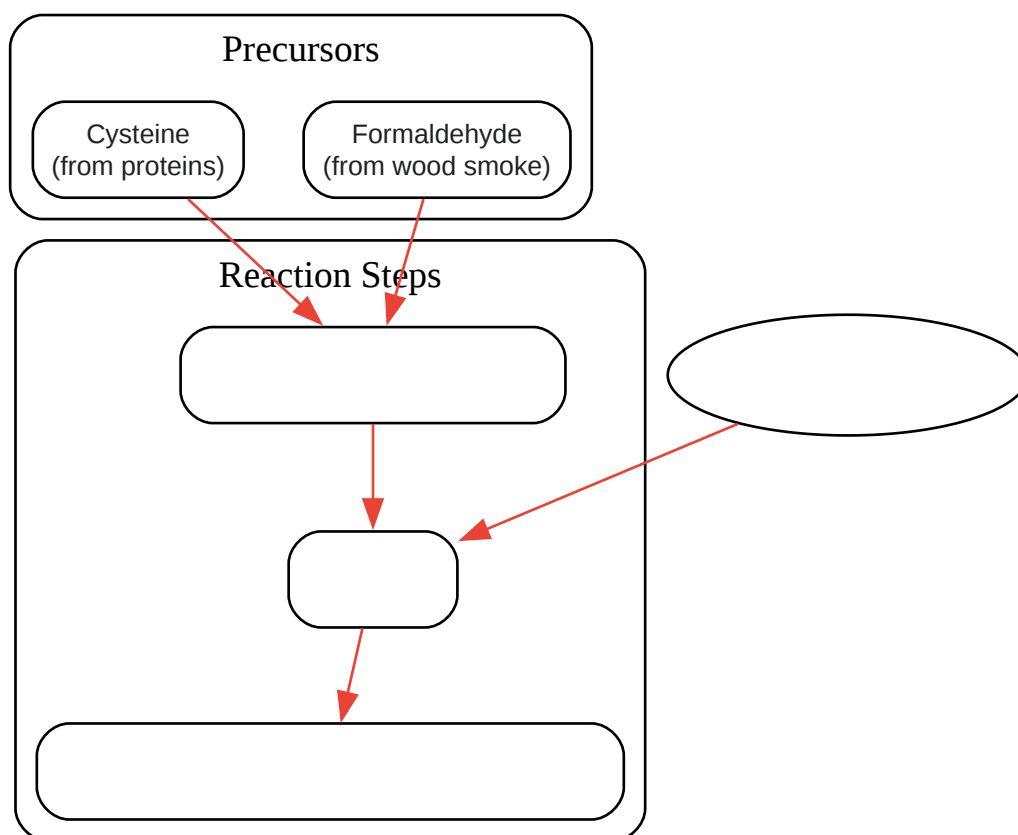 Precursors
Cysteine
(from proteins)
Formaldehyde
(from wood smoke)
Reaction Steps